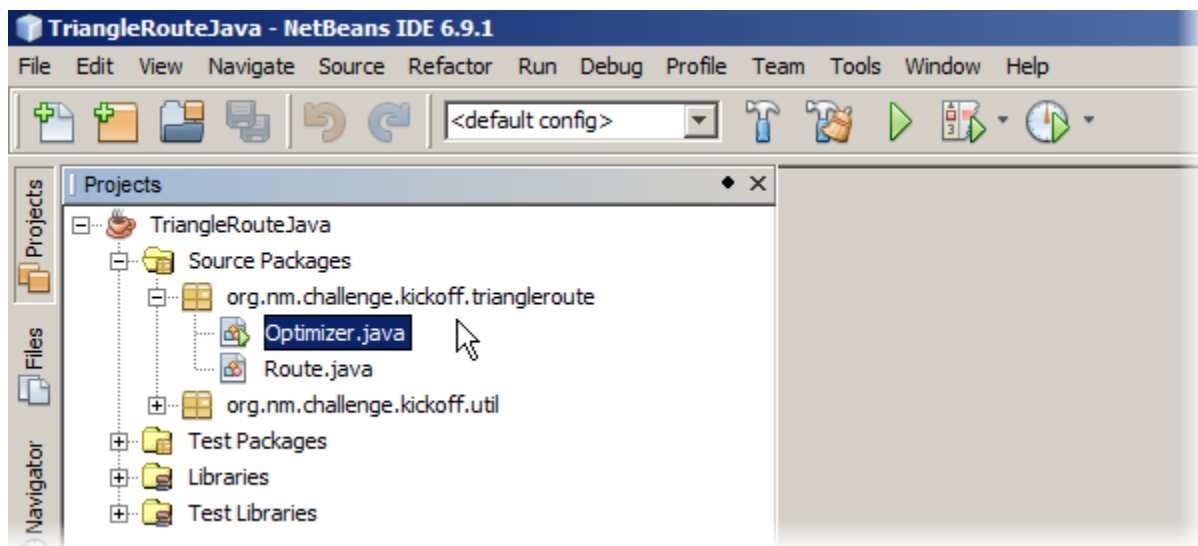 TriangleRouteJava - NetBeans IDE 6.9.1
File Edit View Navigate Source Refactor Run Debug Profile Team Tools Window Help
<default config>
Projects
Projects
TriangleRouteJava
Source Packages
org.nm.challenge.kickoff.triangleroute
Optimizer.java
Files
Route.java
org.nm.challenge.kickoff.util
Navigator
Test Packages
Libraries
Test Libraries